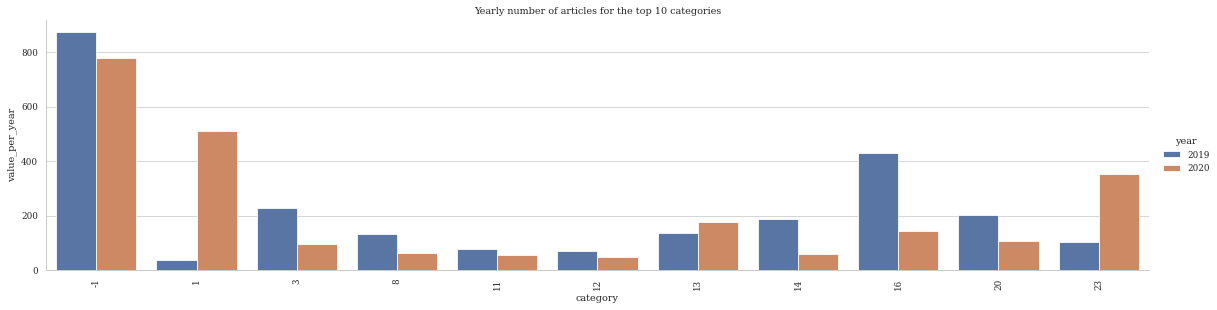 Yearly number of articles for the top 10 categories
value_per_year
800
600
400
200
0
-1 1 3 8 11 12 13 14 16 20 23
category
year
2019
2020